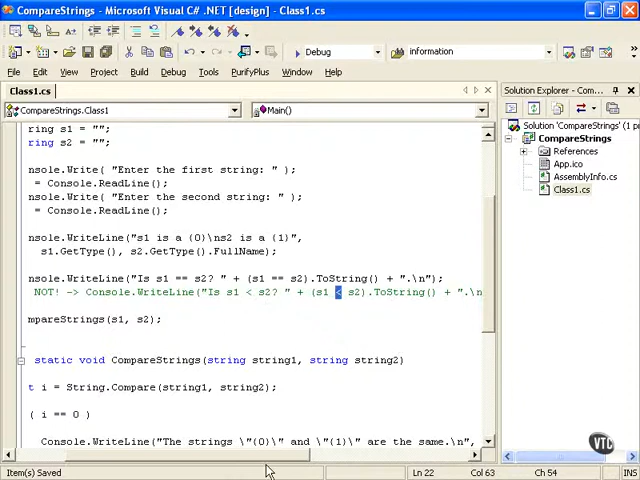 CompareStrings - Microsoft Visual C# .NET [design] - Class1.cs
Debug
information
File Edit View Project Build Debug Tools PurifyPlus Window Help
Class1.cs
CompareStrings.Class1
Main()
ring s1 = "";
ring s2 = "";
nsole.Write( "Enter the first string: " );
= Console.ReadLine();
nsole.Write( "Enter the second string: " );
= Console.ReadLine();
nsole.WriteLine("s1 is a {0}\ns2 is a {1}",
s1.GetType(), s2.GetType().FullName);
nsole.WriteLine("Is s1 == s2? " + (s1 == s2).ToString() + ".\n");
NOT! -> Console.WriteLine("Is s1 < s2? " + (s1 < s2).ToString() + ".\n
mpareStrings(s1, s2);
static void CompareStrings(string string1, string string2)
t i = String.Compare(string1, string2);
( i == 0 )
Console.WriteLine("The strings \"{0}\" and \"{1}\" are the same.\n",
Solution Explorer - Com...
Solution 'CompareStrings' (1 p
CompareStrings
References
App.ico
AssemblyInfo.cs
Class1.cs
VTC
Item(s) Saved
Ln 22
Col 63
Ch 54